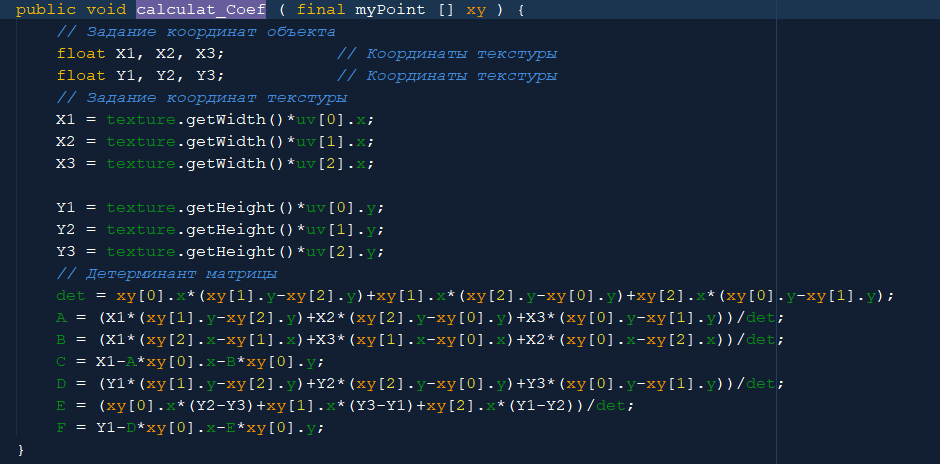 public void calculat_Coef ( final myPoint [] xy ) {
// Задание координат объекта
float X1, X2, X3; // Координаты текстуры
float Y1, Y2, Y3; // Координаты текстуры
// Задание координат текстуры
X1 = texture.getWidth()*uv[0].x;
X2 = texture.getWidth()*uv[1].x;
X3 = texture.getWidth()*uv[2].x;
Y1 = texture.getHeight()*uv[0].y;
Y2 = texture.getHeight()*uv[1].y;
Y3 = texture.getHeight()*uv[2].y;
// Детерминант матрицы
det = xy[0].x*(xy[1].y-xy[2].y)+xy[1].x*(xy[2].y-xy[0].y)+xy[2].x*(xy[0].y-xy[1].y);
A = (X1*(xy[1].y-xy[2].y)+X2*(xy[2].y-xy[0].y)+X3*(xy[0].y-xy[1].y))/det;
B = (X1*(xy[2].x-xy[1].x)+X3*(xy[1].x-xy[0].x)+X2*(xy[0].x-xy[2].x))/det;
C = X1-A*xy[0].x-B*xy[0].y;
D = (Y1*(xy[1].y-xy[2].y)+Y2*(xy[2].y-xy[0].y)+Y3*(xy[0].y-xy[1].y))/det;
E = (xy[0].x*(Y2-Y3)+xy[1].x*(Y3-Y1)+xy[2].x*(Y1-Y2))/det;
F = Y1-D*xy[0].x-E*xy[0].y;
}